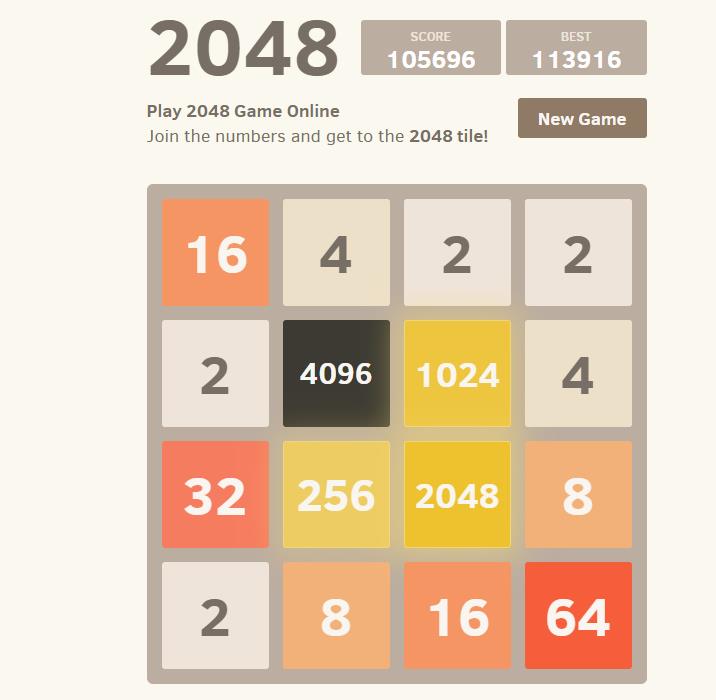 2048
SCORE
105696
BEST
113916
Play 2048 Game Online
Join the numbers and get to the 2048 tile!
New Game
16 4 2 2
2 4096 1024 4
32 256 2048 8
2 8 16 64